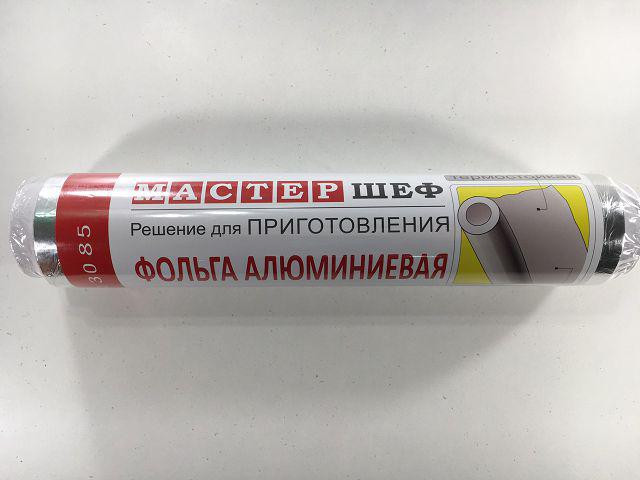 МАСТЕР ШЕФ
Решение для ПРИГОТОВЛЕНИЯ
ФОЛЬГА АЛЮМИНИЕВАЯ
термостойкая
3085